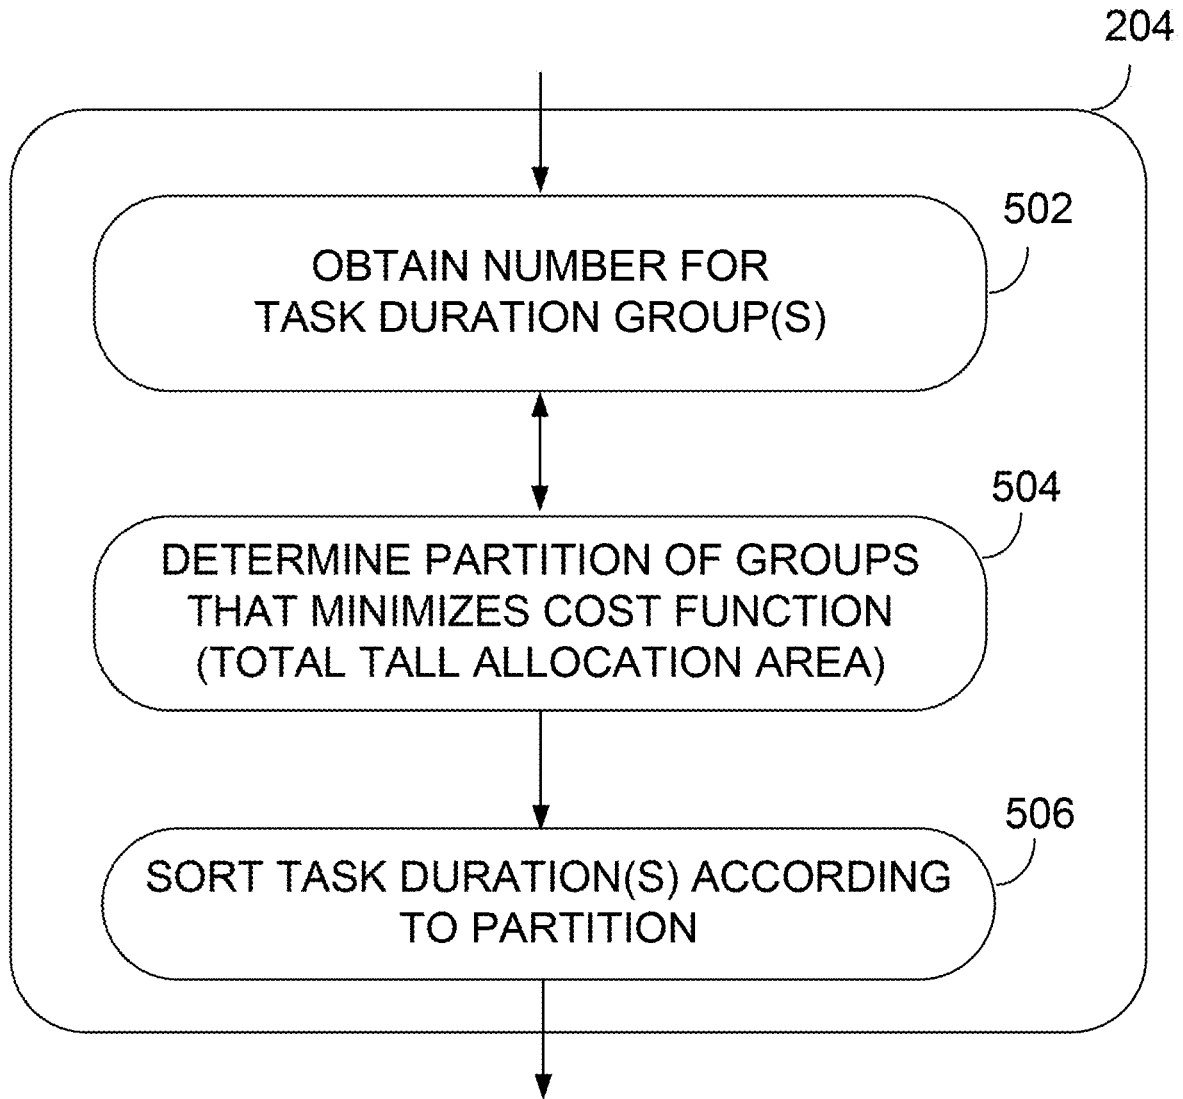 204
502
OBTAIN NUMBER FOR
TASK DURATION GROUP(S)
504
DETERMINE PARTITION OF GROUPS
THAT MINIMIZES COST FUNCTION
(TOTAL TALL ALLOCATION AREA)
506
SORT TASK DURATION(S) ACCORDING
TO PARTITION